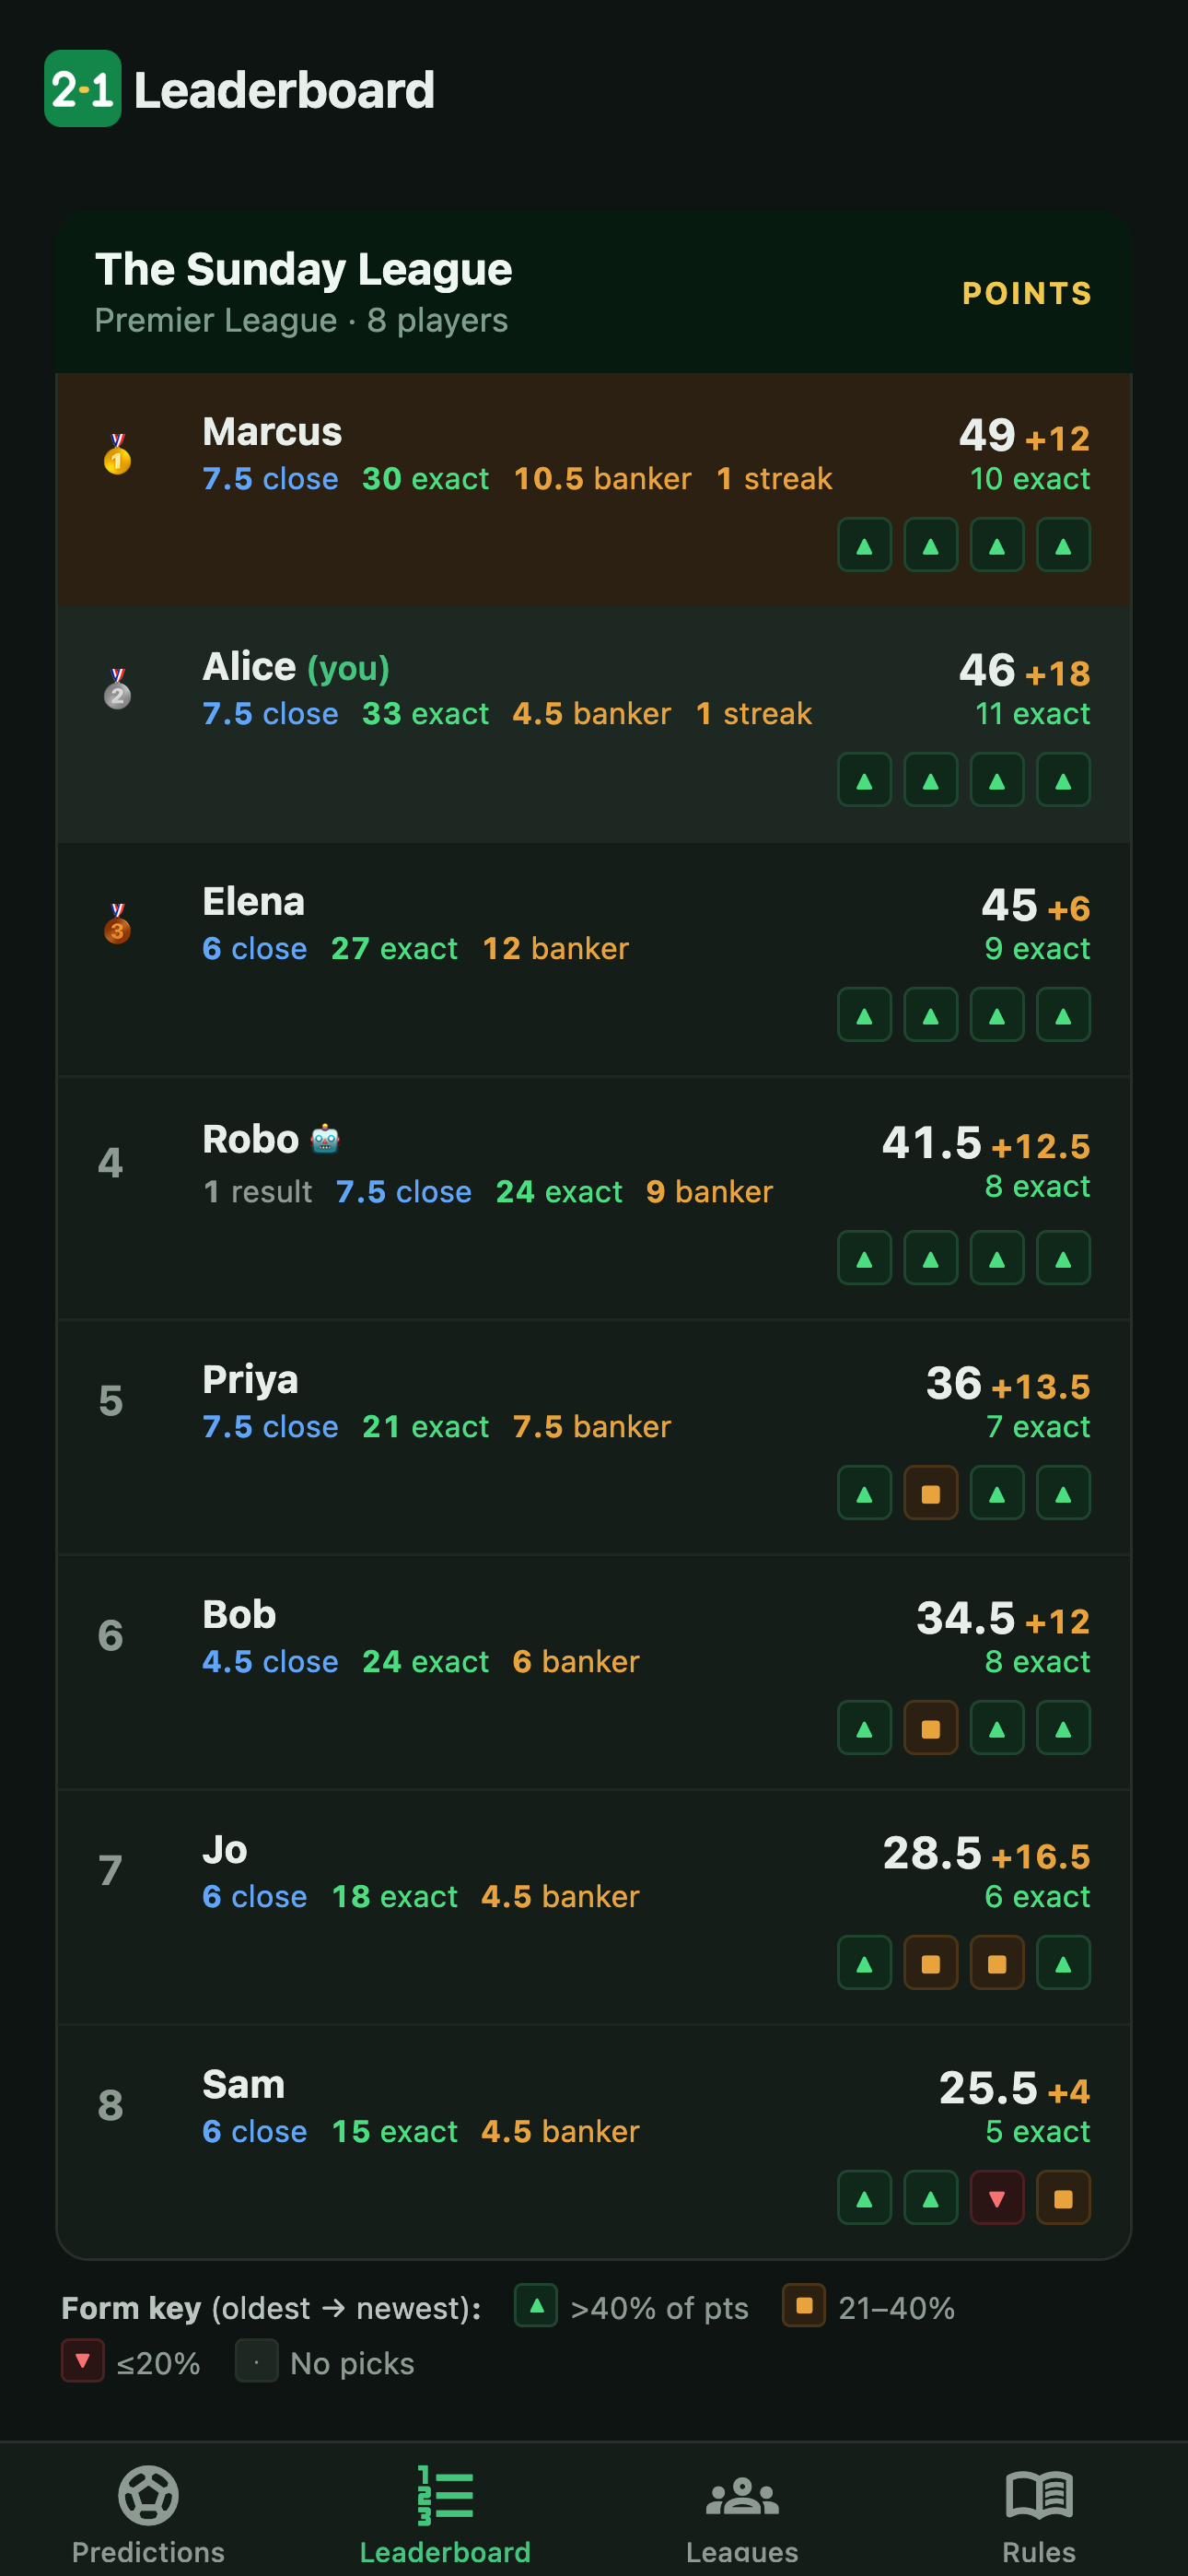 2-1 Leaderboard
The Sunday League
Premier League · 8 players
POINTS
1
Marcus
49 +12
7.5 close 30 exact 10.5 banker 1 streak
10 exact
2
Alice (you)
46 +18
7.5 close 33 exact 4.5 banker 1 streak
11 exact
3
Elena
45 +6
6 close 27 exact 12 banker
9 exact
4
Robo
41.5 +12.5
1 result 7.5 close 24 exact 9 banker
8 exact
5
Priya
36 +13.5
7.5 close 21 exact 7.5 banker
7 exact
6
Bob
34.5 +12
4.5 close 24 exact 6 banker
8 exact
7
Jo
28.5 +16.5
6 close 18 exact 4.5 banker
6 exact
8
Sam
25.5 +4
6 close 15 exact 4.5 banker
5 exact
Form key (oldest → newest): >40% of pts 21–40%
≤20% · No picks
Predictions Leaderboard Leagues Rules